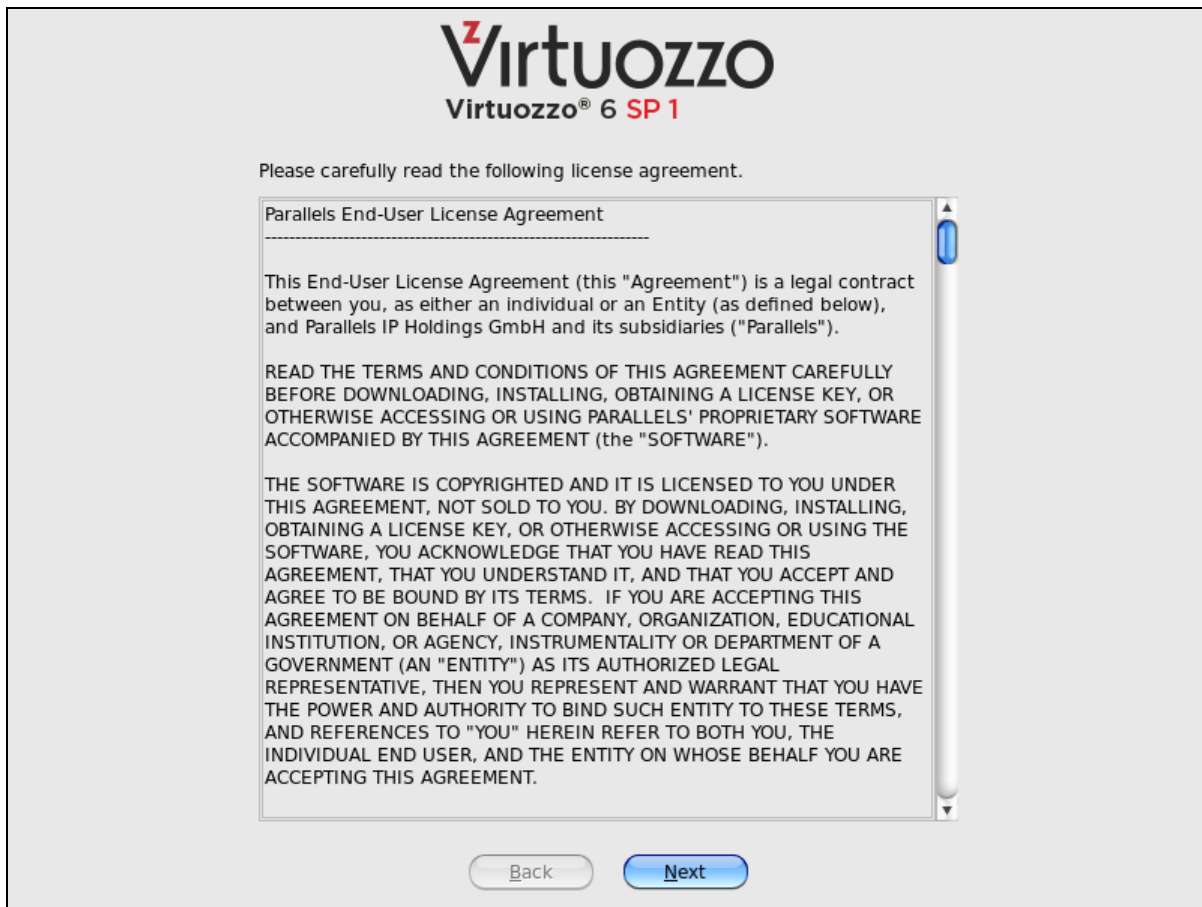 Virtuozzo
Virtuozzo® 6 SP 1
Please carefully read the following license agreement.
Parallels End-User License Agreement
----------------------------------------------------------------
This End-User License Agreement (this "Agreement") is a legal contract
between you, as either an individual or an Entity (as defined below),
and Parallels IP Holdings GmbH and its subsidiaries ("Parallels").
READ THE TERMS AND CONDITIONS OF THIS AGREEMENT CAREFULLY
BEFORE DOWNLOADING, INSTALLING, OBTAINING A LICENSE KEY, OR
OTHERWISE ACCESSING OR USING PARALLELS' PROPRIETARY SOFTWARE
ACCOMPANIED BY THIS AGREEMENT (the "SOFTWARE").
THE SOFTWARE IS COPYRIGHTED AND IT IS LICENSED TO YOU UNDER
THIS AGREEMENT, NOT SOLD TO YOU. BY DOWNLOADING, INSTALLING,
OBTAINING A LICENSE KEY, OR OTHERWISE ACCESSING OR USING THE
SOFTWARE, YOU ACKNOWLEDGE THAT YOU HAVE READ THIS
AGREEMENT, THAT YOU UNDERSTAND IT, AND THAT YOU ACCEPT AND
AGREE TO BE BOUND BY ITS TERMS.  IF YOU ARE ACCEPTING THIS
AGREEMENT ON BEHALF OF A COMPANY, ORGANIZATION, EDUCATIONAL
INSTITUTION, OR AGENCY, INSTRUMENTALITY OR DEPARTMENT OF A
GOVERNMENT (AN "ENTITY") AS ITS AUTHORIZED LEGAL
REPRESENTATIVE, THEN YOU REPRESENT AND WARRANT THAT YOU HAVE
THE POWER AND AUTHORITY TO BIND SUCH ENTITY TO THESE TERMS,
AND REFERENCES TO "YOU" HEREIN REFER TO BOTH YOU, THE
INDIVIDUAL END USER, AND THE ENTITY ON WHOSE BEHALF YOU ARE
ACCEPTING THIS AGREEMENT.
Back Next